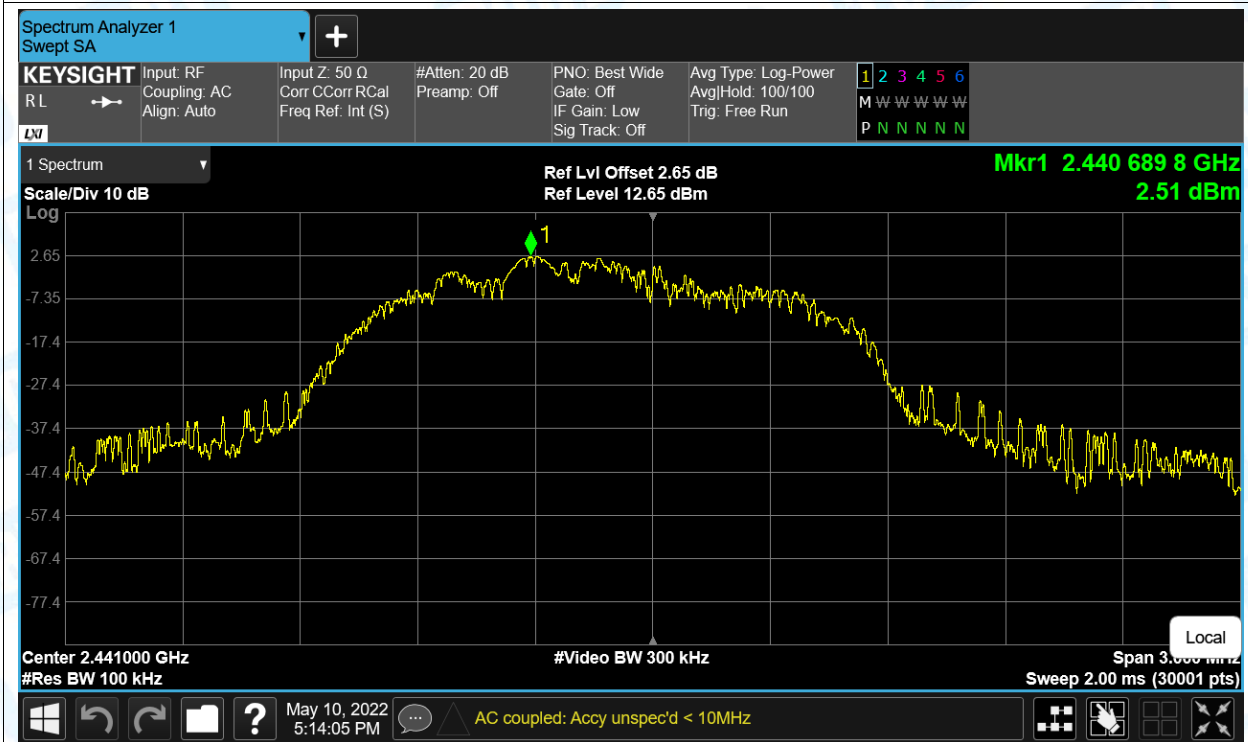 Spectrum Analyzer 1
Swept SA
KEYSIGHT
R L
LXI
Input: RF
Coupling: AC
Align: Auto
Input Z: 50 Ω
Corr CCorr RCal
Freq Ref: Int (S)
#Atten: 20 dB
Preamp: Off
PNO: Best Wide
Gate: Off
IF Gain: Low
Sig Track: Off
Avg Type: Log-Power
Avg|Hold: 100/100
Trig: Free Run
1 2 3 4 5 6
M W W W W W
P N N N N N
1 Spectrum
Scale/Div 10 dB
Log
Ref Lvl Offset 2.65 dB
Ref Level 12.65 dBm
Mkr1 2.440 689 8 GHz
2.51 dBm
1
2.65
-7.35
-17.4
-27.4
-37.4
-47.4
-57.4
-67.4
-77.4
Local
Center 2.441000 GHz
#Video BW 300 kHz
Span
#Res BW 100 kHz
Sweep 2.00 ms (30001 pts)
?
May 10, 2022
5:14:05 PM
AC coupled: Accy unspec'd < 10MHz